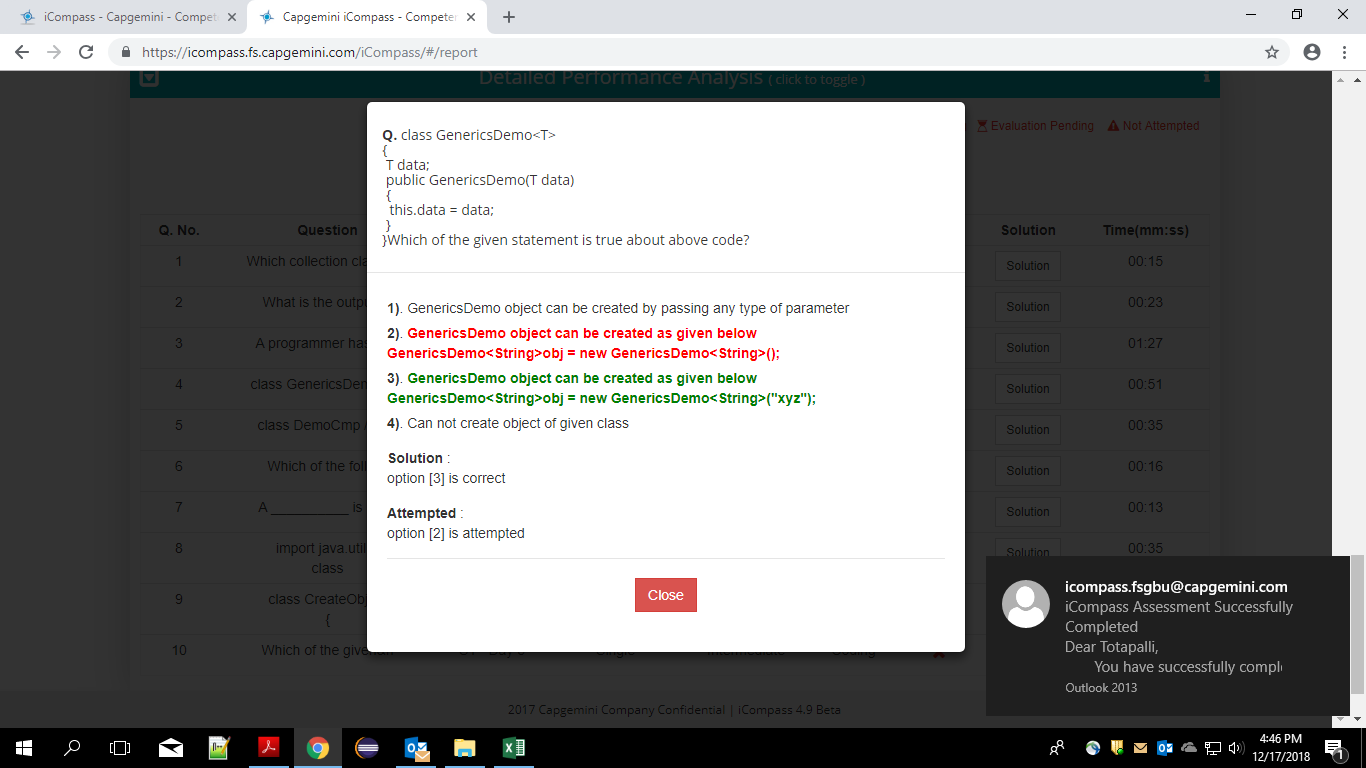 iCompass - Capgemini - Compet
Capgemini iCompass - Competen
https://icompass.fs.capgemini.com/iCompass/#/report
Detailed Performance Analysis ( click to toggle )
Evaluation Pending Not Attempted
Q. class GenericsDemo<T>
{
T data;
public GenericsDemo(T data)
{
this.data = data;
}
}Which of the given statement is true about above code?
1). GenericsDemo object can be created by passing any type of parameter
2). GenericsDemo object can be created as given below
GenericsDemo<String>obj = new GenericsDemo<String>();
3). GenericsDemo object can be created as given below
GenericsDemo<String>obj = new GenericsDemo<String>("xyz");
4). Can not create object of given class
Solution :
option [3] is correct
Attempted :
option [2] is attempted
Close
Q. No. Question Solution Time(mm:ss)
1 Which collection cla Solution 00:15
2 What is the outpu Solution 00:23
3 A programmer has Solution 01:27
4 class GenericsDem Solution 00:51
5 class DemoCmp Solution 00:35
6 Which of the foll Solution 00:16
7 A __________ is Solution 00:13
8 import java.util Solution 00:35
class
9 class CreateObj
{
10 Which of the given
2017 Capgemini Company Confidential | iCompass 4.9 Beta
icompass.fsgbu@capgemini.com
iCompass Assessment Successfully
Completed
Dear Totapalli,
You have successfully compl
Outlook 2013
4:46 PM
12/17/2018
1